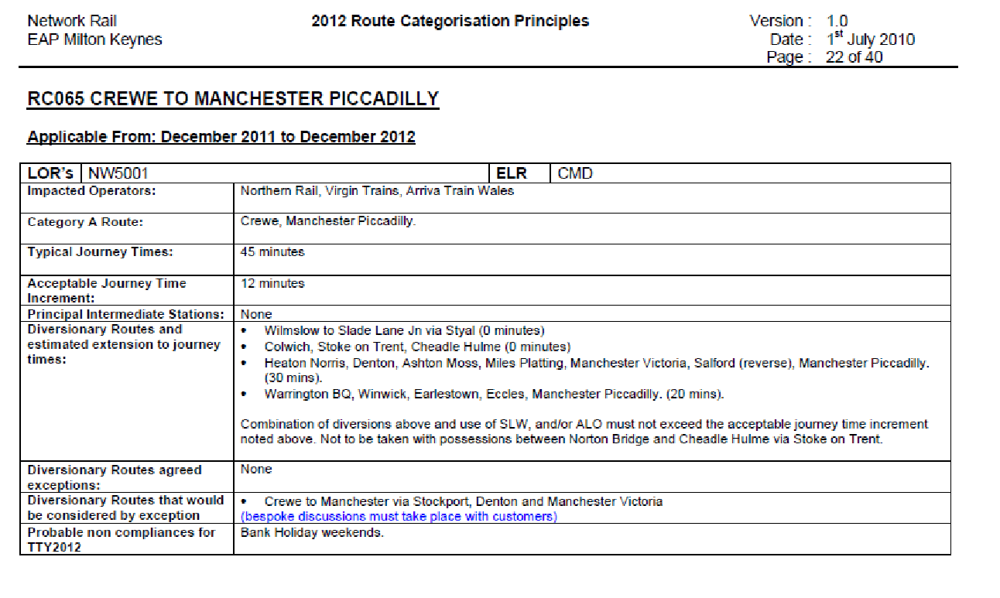 Network Rail 2012 Route Categorisation Principles Version : 1.0
EAP Milton Keynes Date : 1st July 2010
Page : 22 of 40
RC065 CREWE TO MANCHESTER PICCADILLY
Applicable From: December 2011 to December 2012
LOR's NW5001 ELR CMD
Impacted Operators: Northern Rail, Virgin Trains, Arriva Train Wales
Category A Route: Crewe, Manchester Piccadilly.
Typical Journey Times: 45 minutes
Acceptable Journey Time 12 minutes
Increment:
Principal Intermediate Stations: None
Diversionary Routes and
estimated extension to journey
times:
• Wilmslow to Slade Lane Jn via Styal (0 minutes)
• Colwich, Stoke on Trent, Cheadle Hulme (0 minutes)
• Heaton Norris, Denton, Ashton Moss, Miles Platting, Manchester Victoria, Salford (reverse), Manchester Piccadilly.
(30 mins).
• Warrington BQ, Winwick, Earlestown, Eccles, Manchester Piccadilly. (20 mins).
Combination of diversions above and use of SLW, and/or ALO must not exceed the acceptable journey time increment
noted above. Not to be taken with possessions between Norton Bridge and Cheadle Hulme via Stoke on Trent.
Diversionary Routes agreed None
exceptions:
Diversionary Routes that would
be considered by exception
• Crewe to Manchester via Stockport, Denton and Manchester Victoria
(bespoke discussions must take place with customers)
Probable non compliances for Bank Holiday weekends.
TTY2012